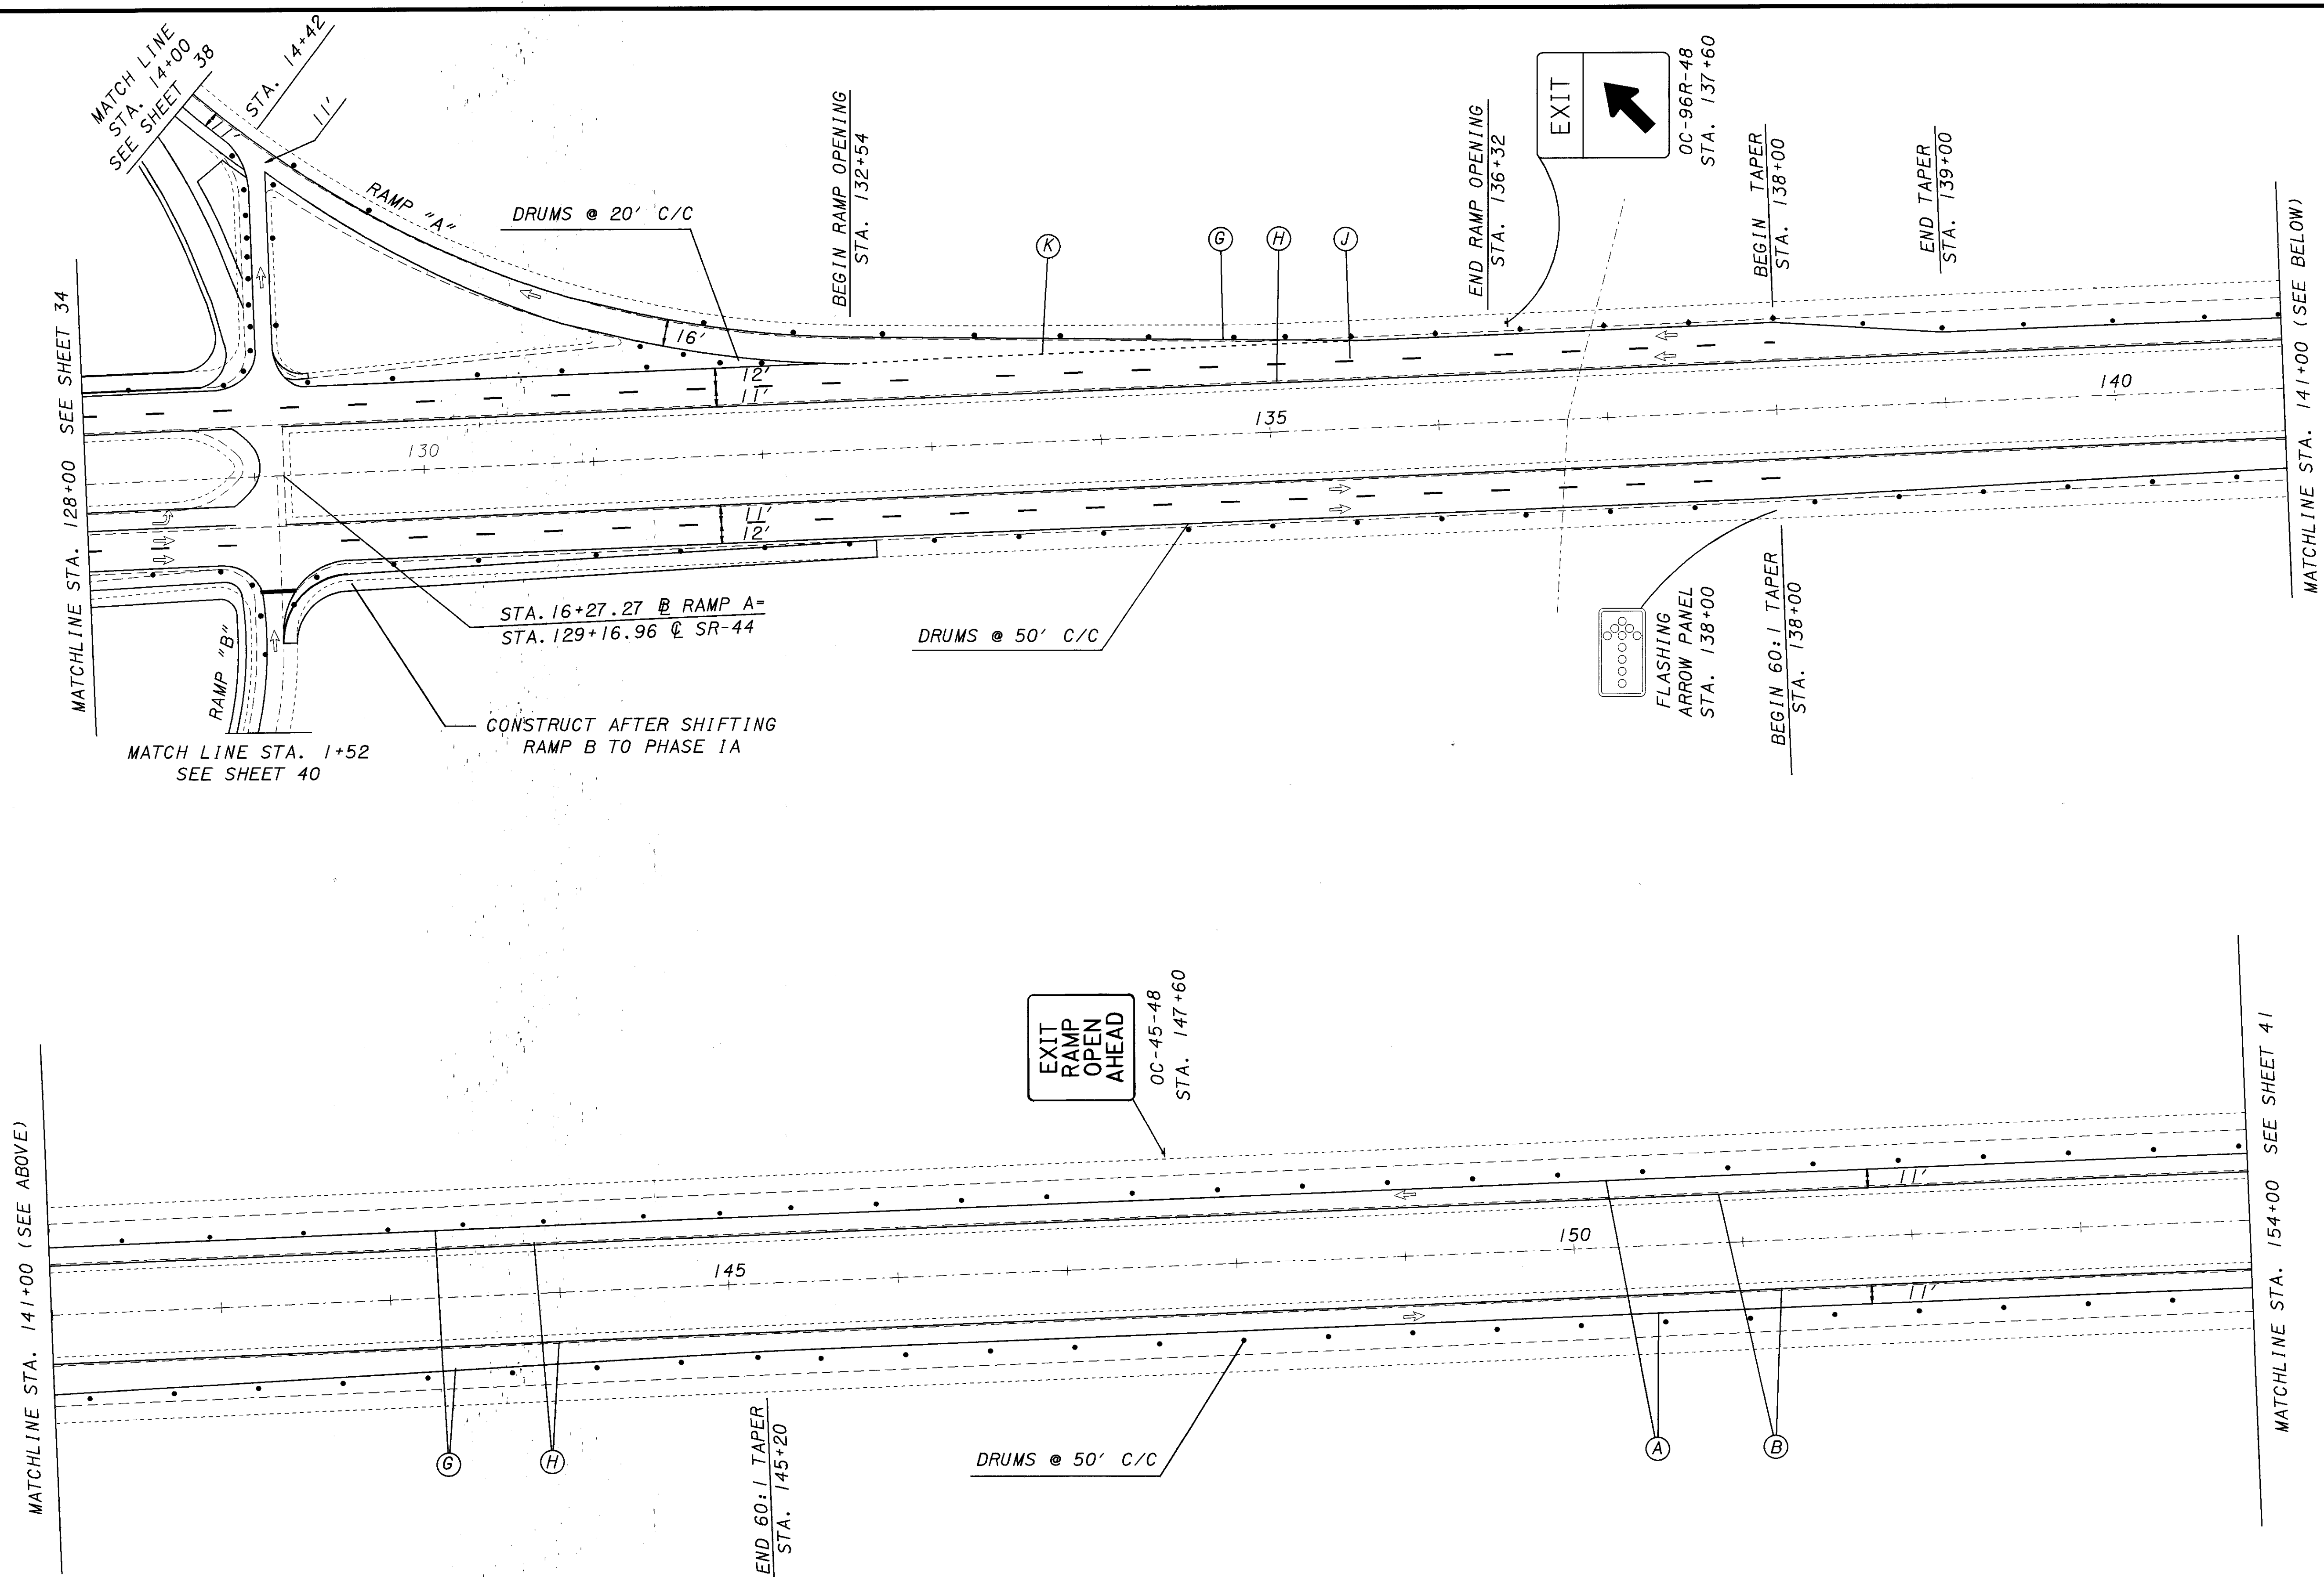 MATCH LINE
STA. 14+00
SEE SHEET 38
STA. 14+42
11'
11'
RAMP "A"
DRUMS @ 20' C/C
BEGIN RAMP OPENING
STA. 132+54
K
G
H
J
END RAMP OPENING
STA. 136+32
EXIT
OC-96R-48
STA. 137+60
BEGIN TAPER
STA. 138+00
END TAPER
STA. 139+00
MATCHLINE STA. 141+00 (SEE BELOW)
MATCHLINE STA. 128+00 SEE SHEET 34
16'
12'
11'
130
135
140
11'
12'
STA. 16+27.27 ⅊ RAMP A=
STA. 129+16.96 ℄ SR-44
DRUMS @ 50' C/C
FLASHING
ARROW PANEL
STA. 138+00
BEGIN 60:1 TAPER
STA. 138+00
RAMP "B"
CONSTRUCT AFTER SHIFTING
RAMP B TO PHASE IA
MATCH LINE STA. 1+52
SEE SHEET 40
EXIT
RAMP
OPEN
AHEAD
OC-45-48
STA. 147+60
MATCHLINE STA. 141+00 (SEE ABOVE)
145
150
11'
11'
G
H
END 60:1 TAPER
STA. 145+20
DRUMS @ 50' C/C
A
B
MATCHLINE STA. 154+00 SEE SHEET 41